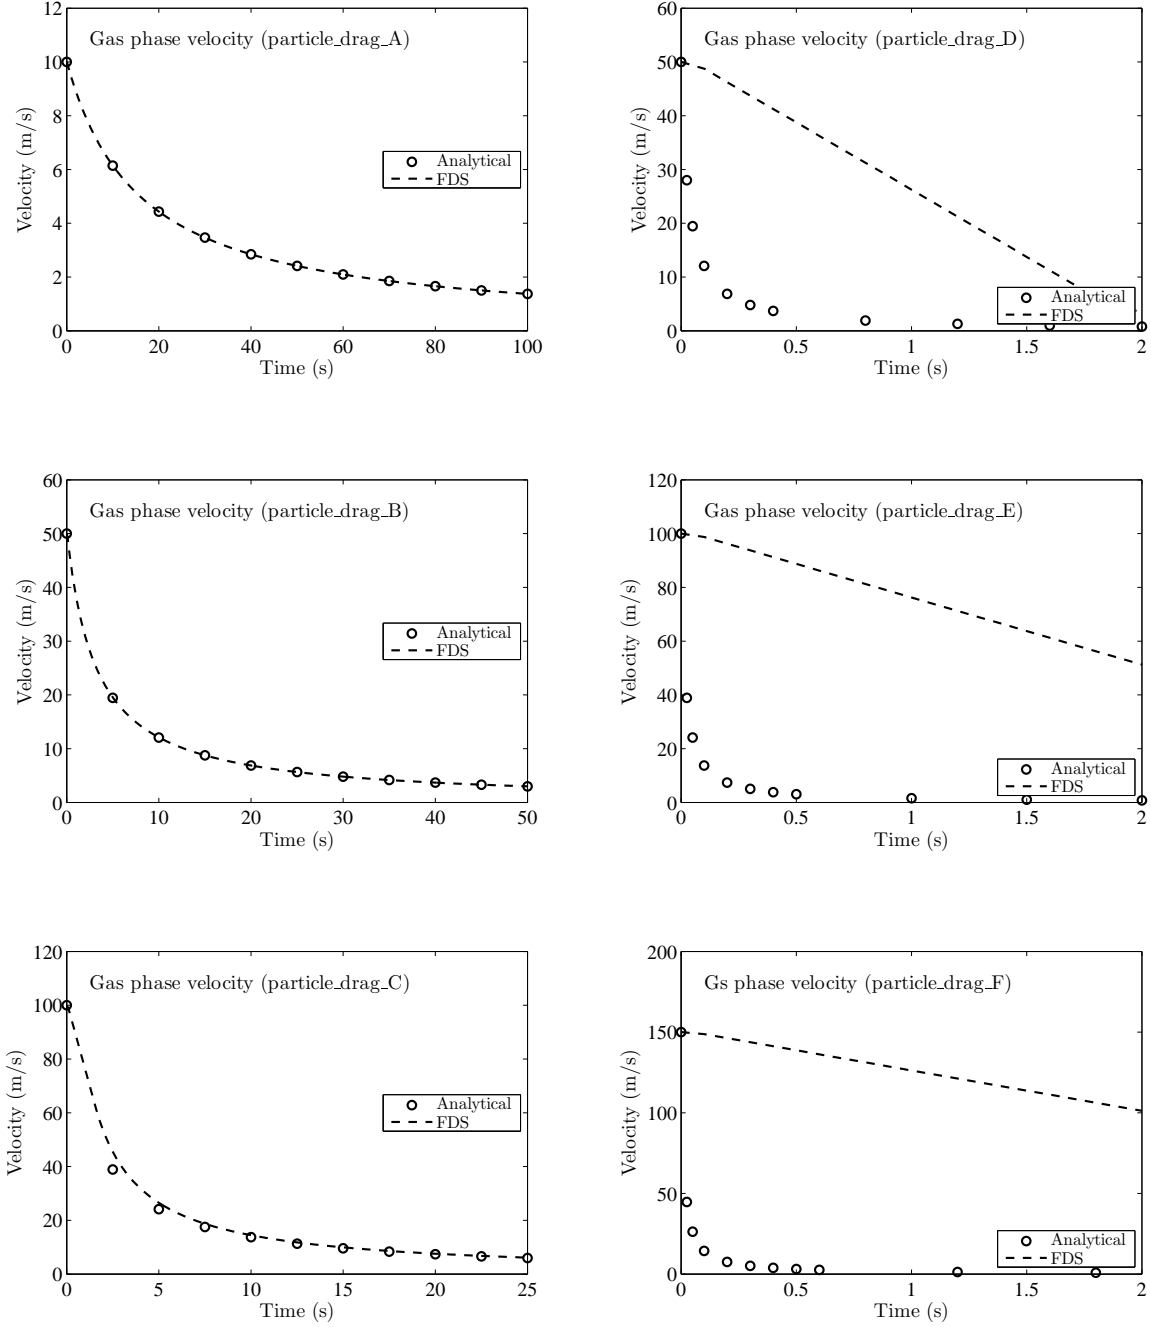 12
10
8
6
4
2
0
Velocity (m/s)
Gas phase velocity (particle_drag_A)
Analytical
FDS
0 20 40 60 80 100
Time (s)
60
50
40
30
20
10
0
Velocity (m/s)
Gas phase velocity (particle_drag_D)
Analytical
FDS
0 0.5 1 1.5 2
Time (s)
60
50
40
30
20
10
0
Velocity (m/s)
Gas phase velocity (particle_drag_B)
Analytical
FDS
0 10 20 30 40 50
Time (s)
120
100
80
60
40
20
0
Velocity (m/s)
Gas phase velocity (particle_drag_E)
Analytical
FDS
0 0.5 1 1.5 2
Time (s)
120
100
80
60
40
20
0
Velocity (m/s)
Gas phase velocity (particle_drag_C)
Analytical
FDS
0 5 10 15 20 25
Time (s)
200
150
100
50
0
Velocity (m/s)
Gs phase velocity (particle_drag_F)
Analytical
FDS
0 0.5 1 1.5 2
Time (s)